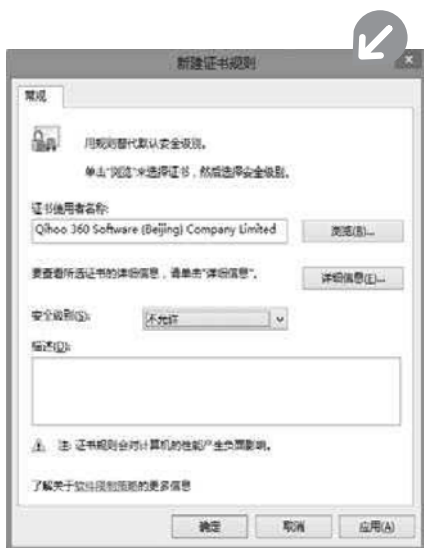 新建证书规则
常规
用规则替代默认安全级别。
单击"浏览"来选择证书，然后选择安全级别。
证书使用者名称:
Qihoo 360 Software (Beijing) Company Limited
浏览(B)...
要查看所选证书的详细信息，请单击"详细信息"。
详细信息(E)...
安全级别(S):
不允许
描述(D):
注: 证书规则会对计算机的性能产生负面影响。
了解关于软件限制策略的更多信息
确定
取消
应用(A)